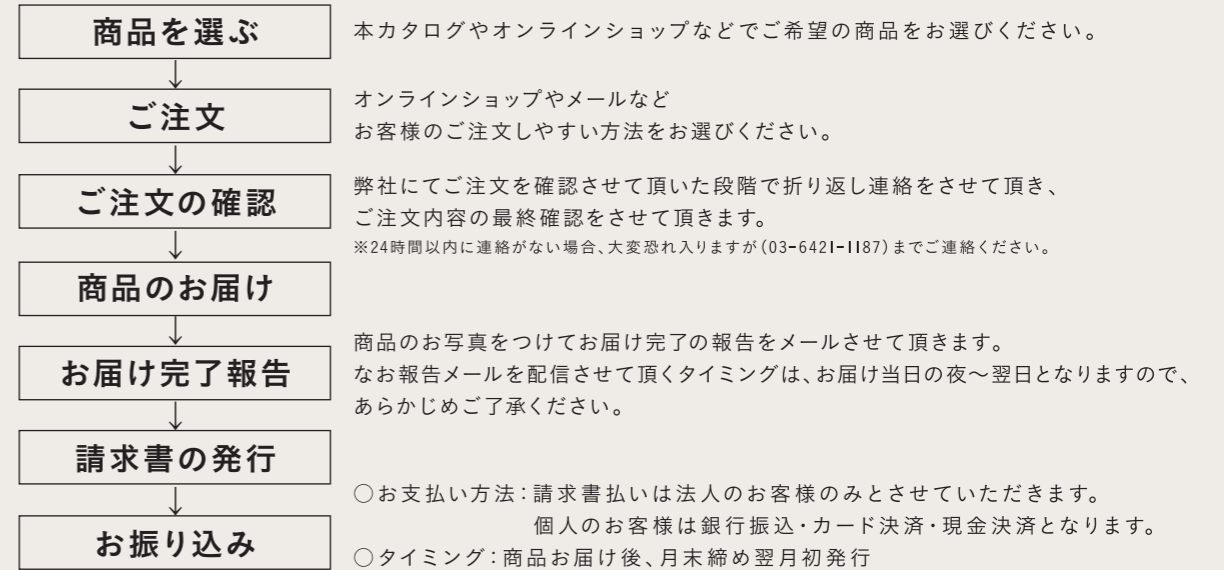 商品を選ぶ
本カタログやオンラインショップなどでご希望の商品をお選びください。
↓
ご注文
オンラインショップやメールなど
お客様のご注文しやすい方法をお選びください。
↓
ご注文の確認
弊社にてご注文を確認させて頂いた段階で折り返し連絡をさせて頂き、
ご注文内容の最終確認をさせて頂きます。
※24時間以内に連絡がない場合、大変恐れ入りますが(03-6421-1187)までご連絡ください。
↓
商品のお届け
↓
お届け完了報告
商品のお写真をつけてお届け完了の報告をメールさせて頂きます。
なお報告メールを配信させて頂くタイミングは、お届け当日の夜〜翌日となりますので、
あらかじめご了承ください。
↓
請求書の発行
↓
お振り込み
○お支払い方法：請求書払いは法人のお客様のみとさせていただきます。
個人のお客様は銀行振込・カード決済・現金決済となります。
○タイミング：商品お届け後、月末締め翌月初発行